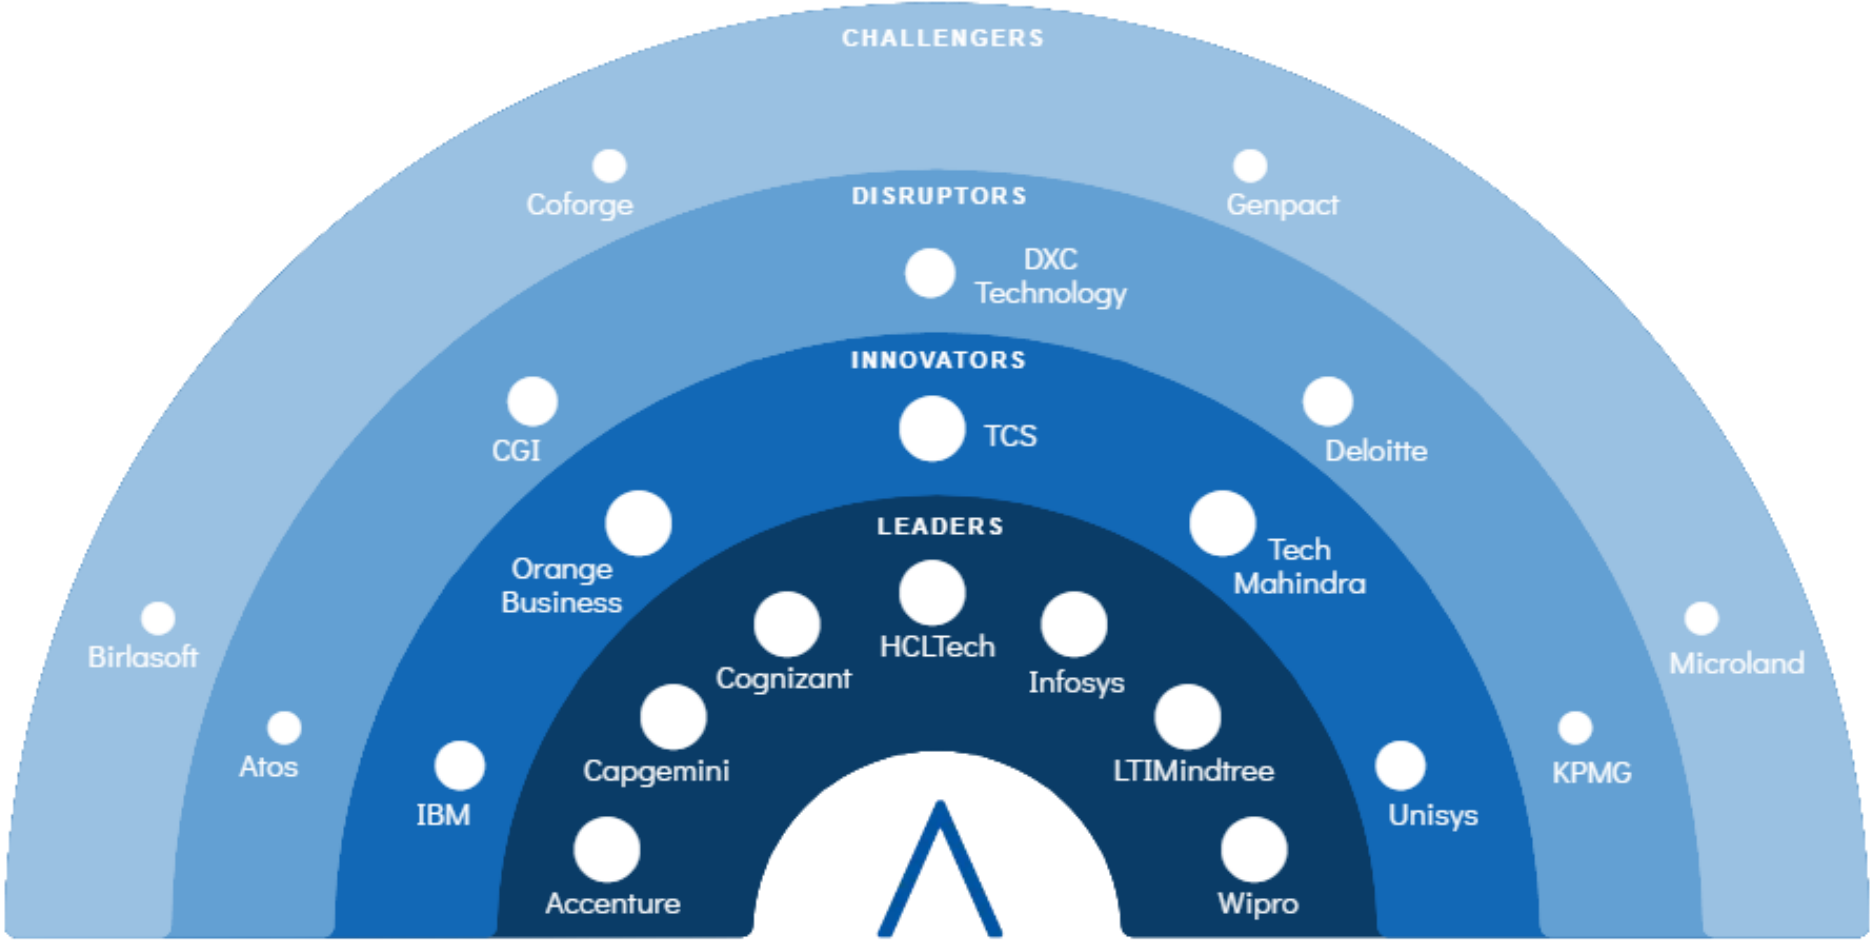 CHALLENGERS
Coforge
Genpact
Birlasoft
Microland
DISRUPTORS
DXC
Technology
CGI
Deloitte
Atos
KPMG
INNOVATORS
TCS
Orange
Business
Tech
Mahindra
IBM
Unisys
LEADERS
HCLTech
Cognizant
Infosys
Capgemini
LTIMindtree
Accenture
Wipro